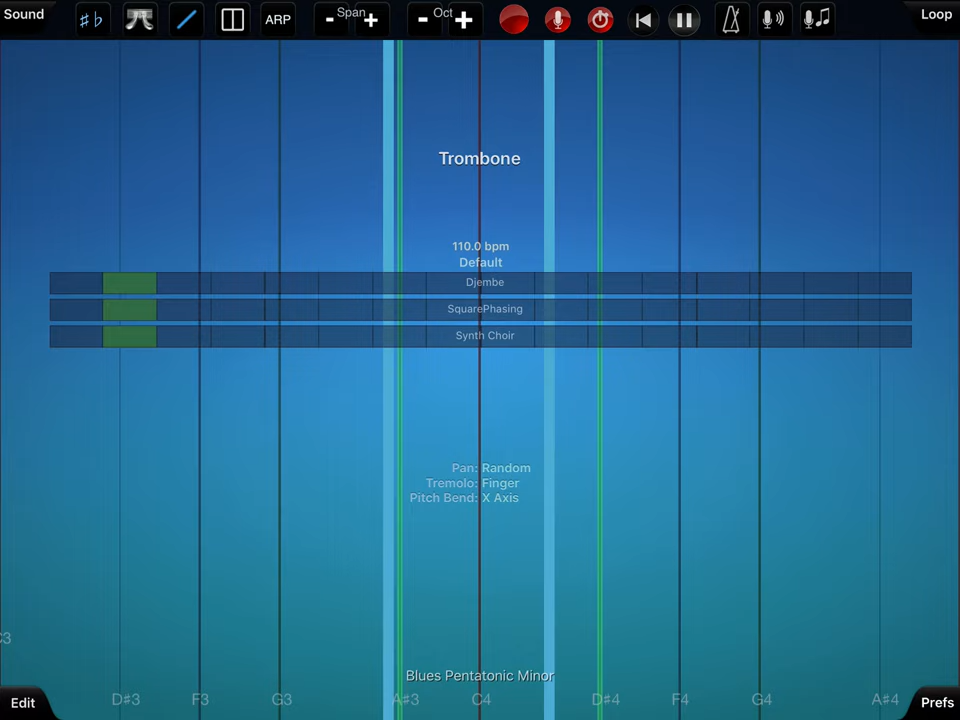 Sound
♯♭
ARP
- Span +
- Oct +
Loop
Trombone
110.0 bpm
Default
Djembe
SquarePhasing
Synth Choir
Pan: Random
Tremolo: Finger
Pitch Bend: X Axis
C3
Blues Pentatonic Minor
D♯3 F3 G3 A♯3 C4 D♯4 F4 G4 A♯4
Edit
Prefs